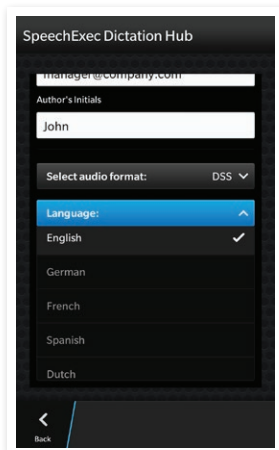 SpeechExec Dictation Hub
manager@company.com
Author's Initials
John
Select audio format: DSS
Language:
English
German
French
Spanish
Dutch
Back